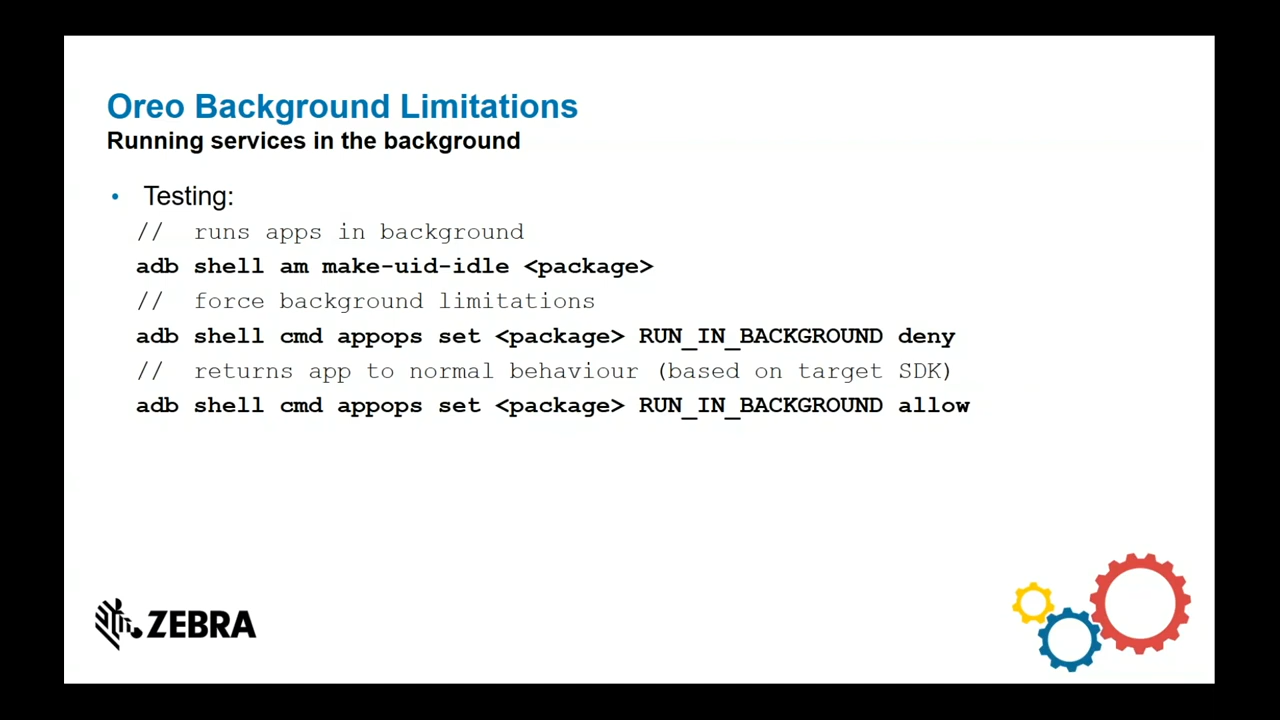 Oreo Background Limitations
Running services in the background
• Testing:
// runs apps in background
adb shell am make-uid-idle <package>
// force background limitations
adb shell cmd appops set <package> RUN_IN_BACKGROUND deny
// returns app to normal behaviour (based on target SDK)
adb shell cmd appops set <package> RUN_IN_BACKGROUND allow
ZEBRA